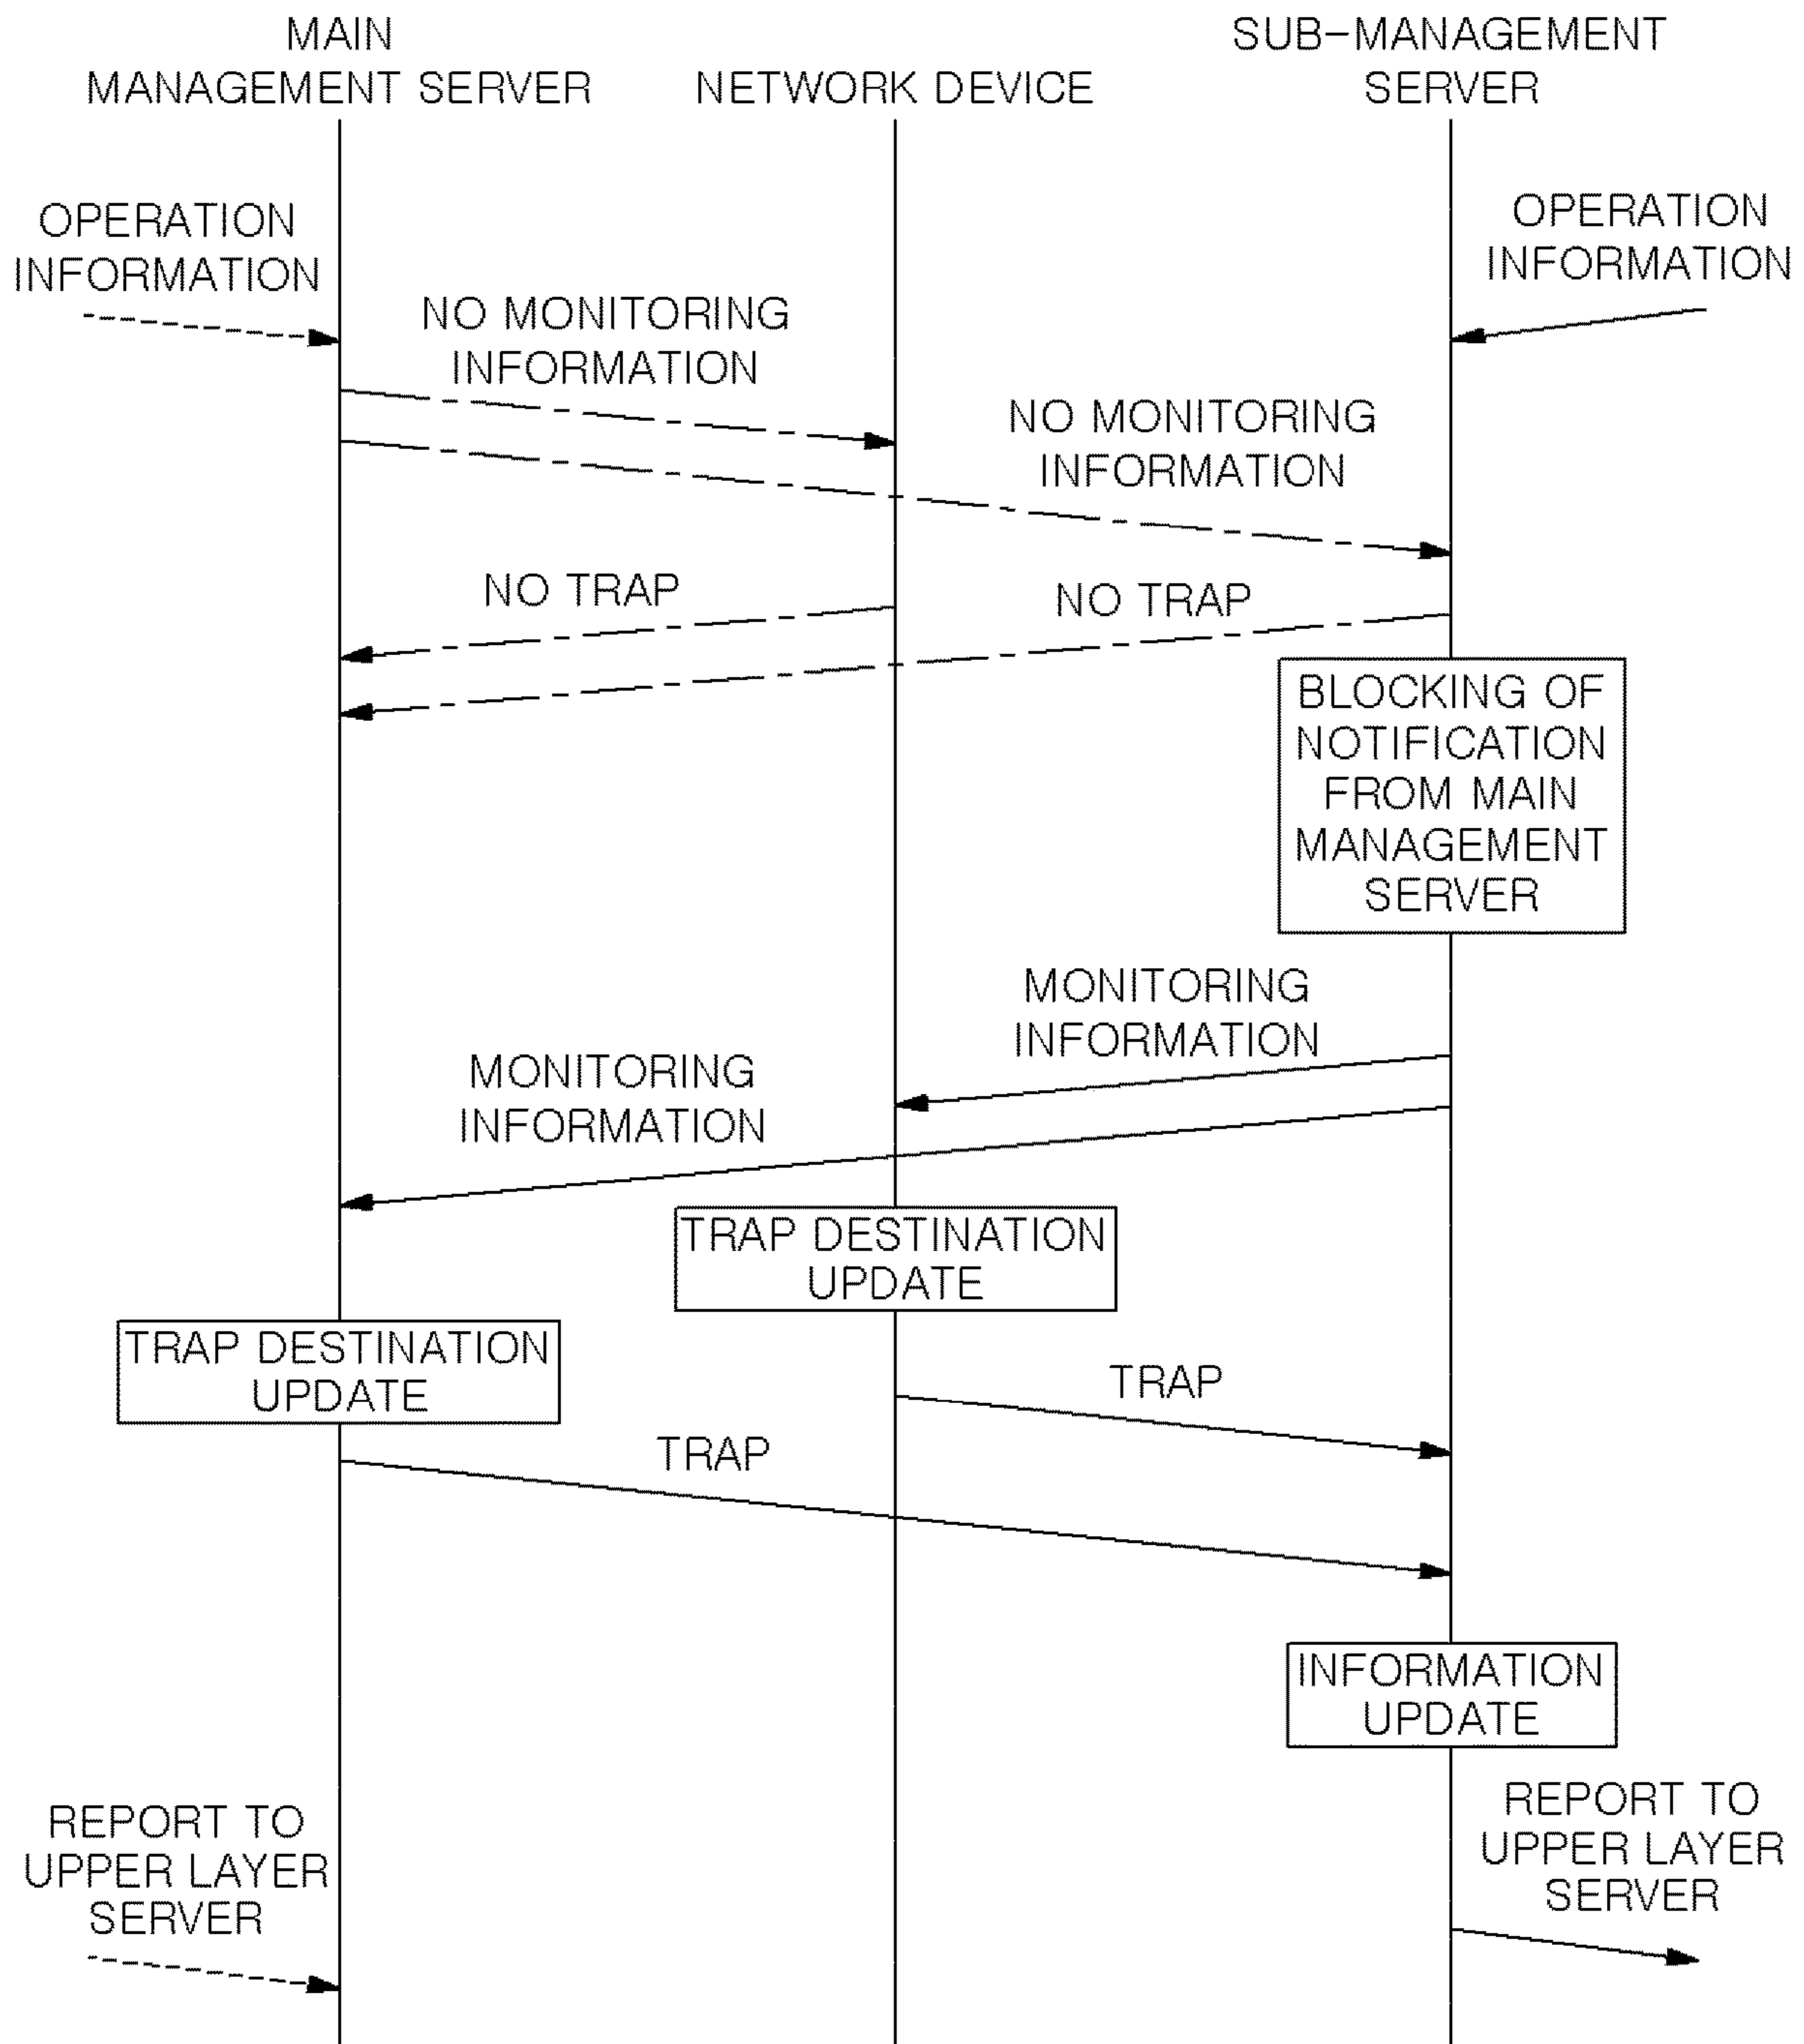 MAIN
MANAGEMENT SERVER
NETWORK DEVICE
SUB-MANAGEMENT
SERVER
OPERATION
INFORMATION
OPERATION
INFORMATION
NO MONITORING
INFORMATION
NO MONITORING
INFORMATION
NO TRAP
NO TRAP
BLOCKING OF
NOTIFICATION
FROM MAIN
MANAGEMENT
SERVER
MONITORING
INFORMATION
MONITORING
INFORMATION
TRAP DESTINATION
UPDATE
TRAP DESTINATION
UPDATE
TRAP
TRAP
INFORMATION
UPDATE
REPORT TO
UPPER LAYER
SERVER
REPORT TO
UPPER LAYER
SERVER